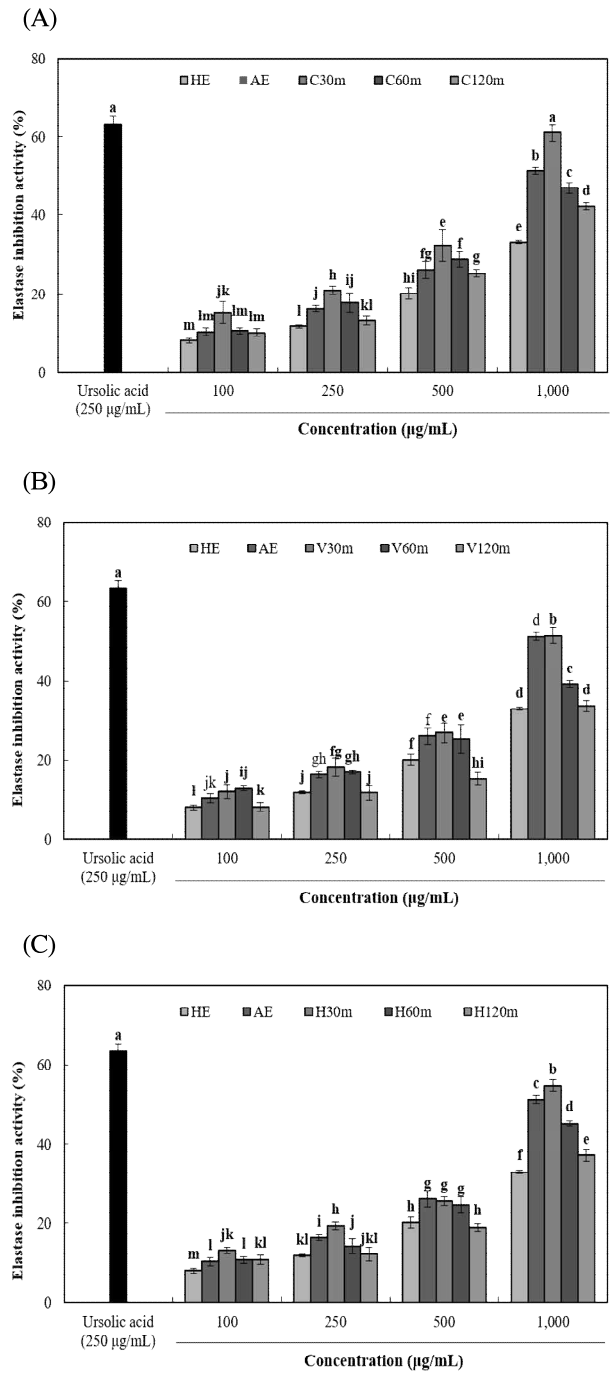 (A)
80
60
40
20
0
Elastase inhibition activity (%)
HE AE C30m C60m C120m
a
m lm jk lm lm
l j h ij kl
hi fg e f g
e b a c d
Ursolic acid 100 250 500 1,000
(250 μg/mL)
Concentration (μg/mL)
(B)
80
60
40
20
0
Elastase inhibition activity (%)
HE AE V30m V60m V120m
a
l jk j ij k
j gh fg gh j
f f e e hi
d d b c d
Ursolic acid 100 250 500 1,000
(250 μg/mL)
Concentration (μg/mL)
(C)
80
60
40
20
0
Elastase inhibition activity (%)
HE AE H30m H60m H120m
a
m l jk l kl
kl i h j jkl
h g g g h
f c b d e
Ursolic acid 100 250 500 1,000
(250 μg/mL)
Concentration (μg/mL)